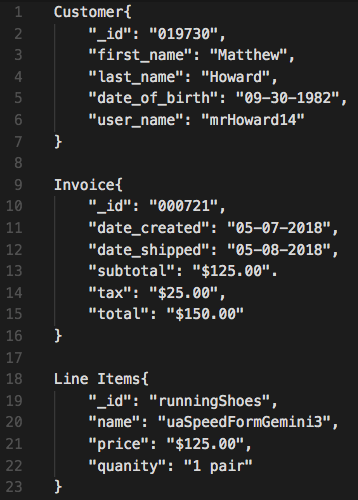 1 Customer{
2 "_id": "019730",
3 "first_name": "Matthew",
4 "last_name": "Howard",
5 "date_of_birth": "09-30-1982",
6 "user_name": "mrHoward14"
7 }
8
9 Invoice{
10 "_id": "000721",
11 "date_created": "05-07-2018",
12 "date_shipped": "05-08-2018",
13 "subtotal": "$125.00".
14 "tax": "$25.00",
15 "total": "$150.00"
16 }
17
18 Line Items{
19 "_id": "runningShoes",
20 "name": "uaSpeedFormGemini3",
21 "price": "$125.00",
22 "quanity": "1 pair"
23 }